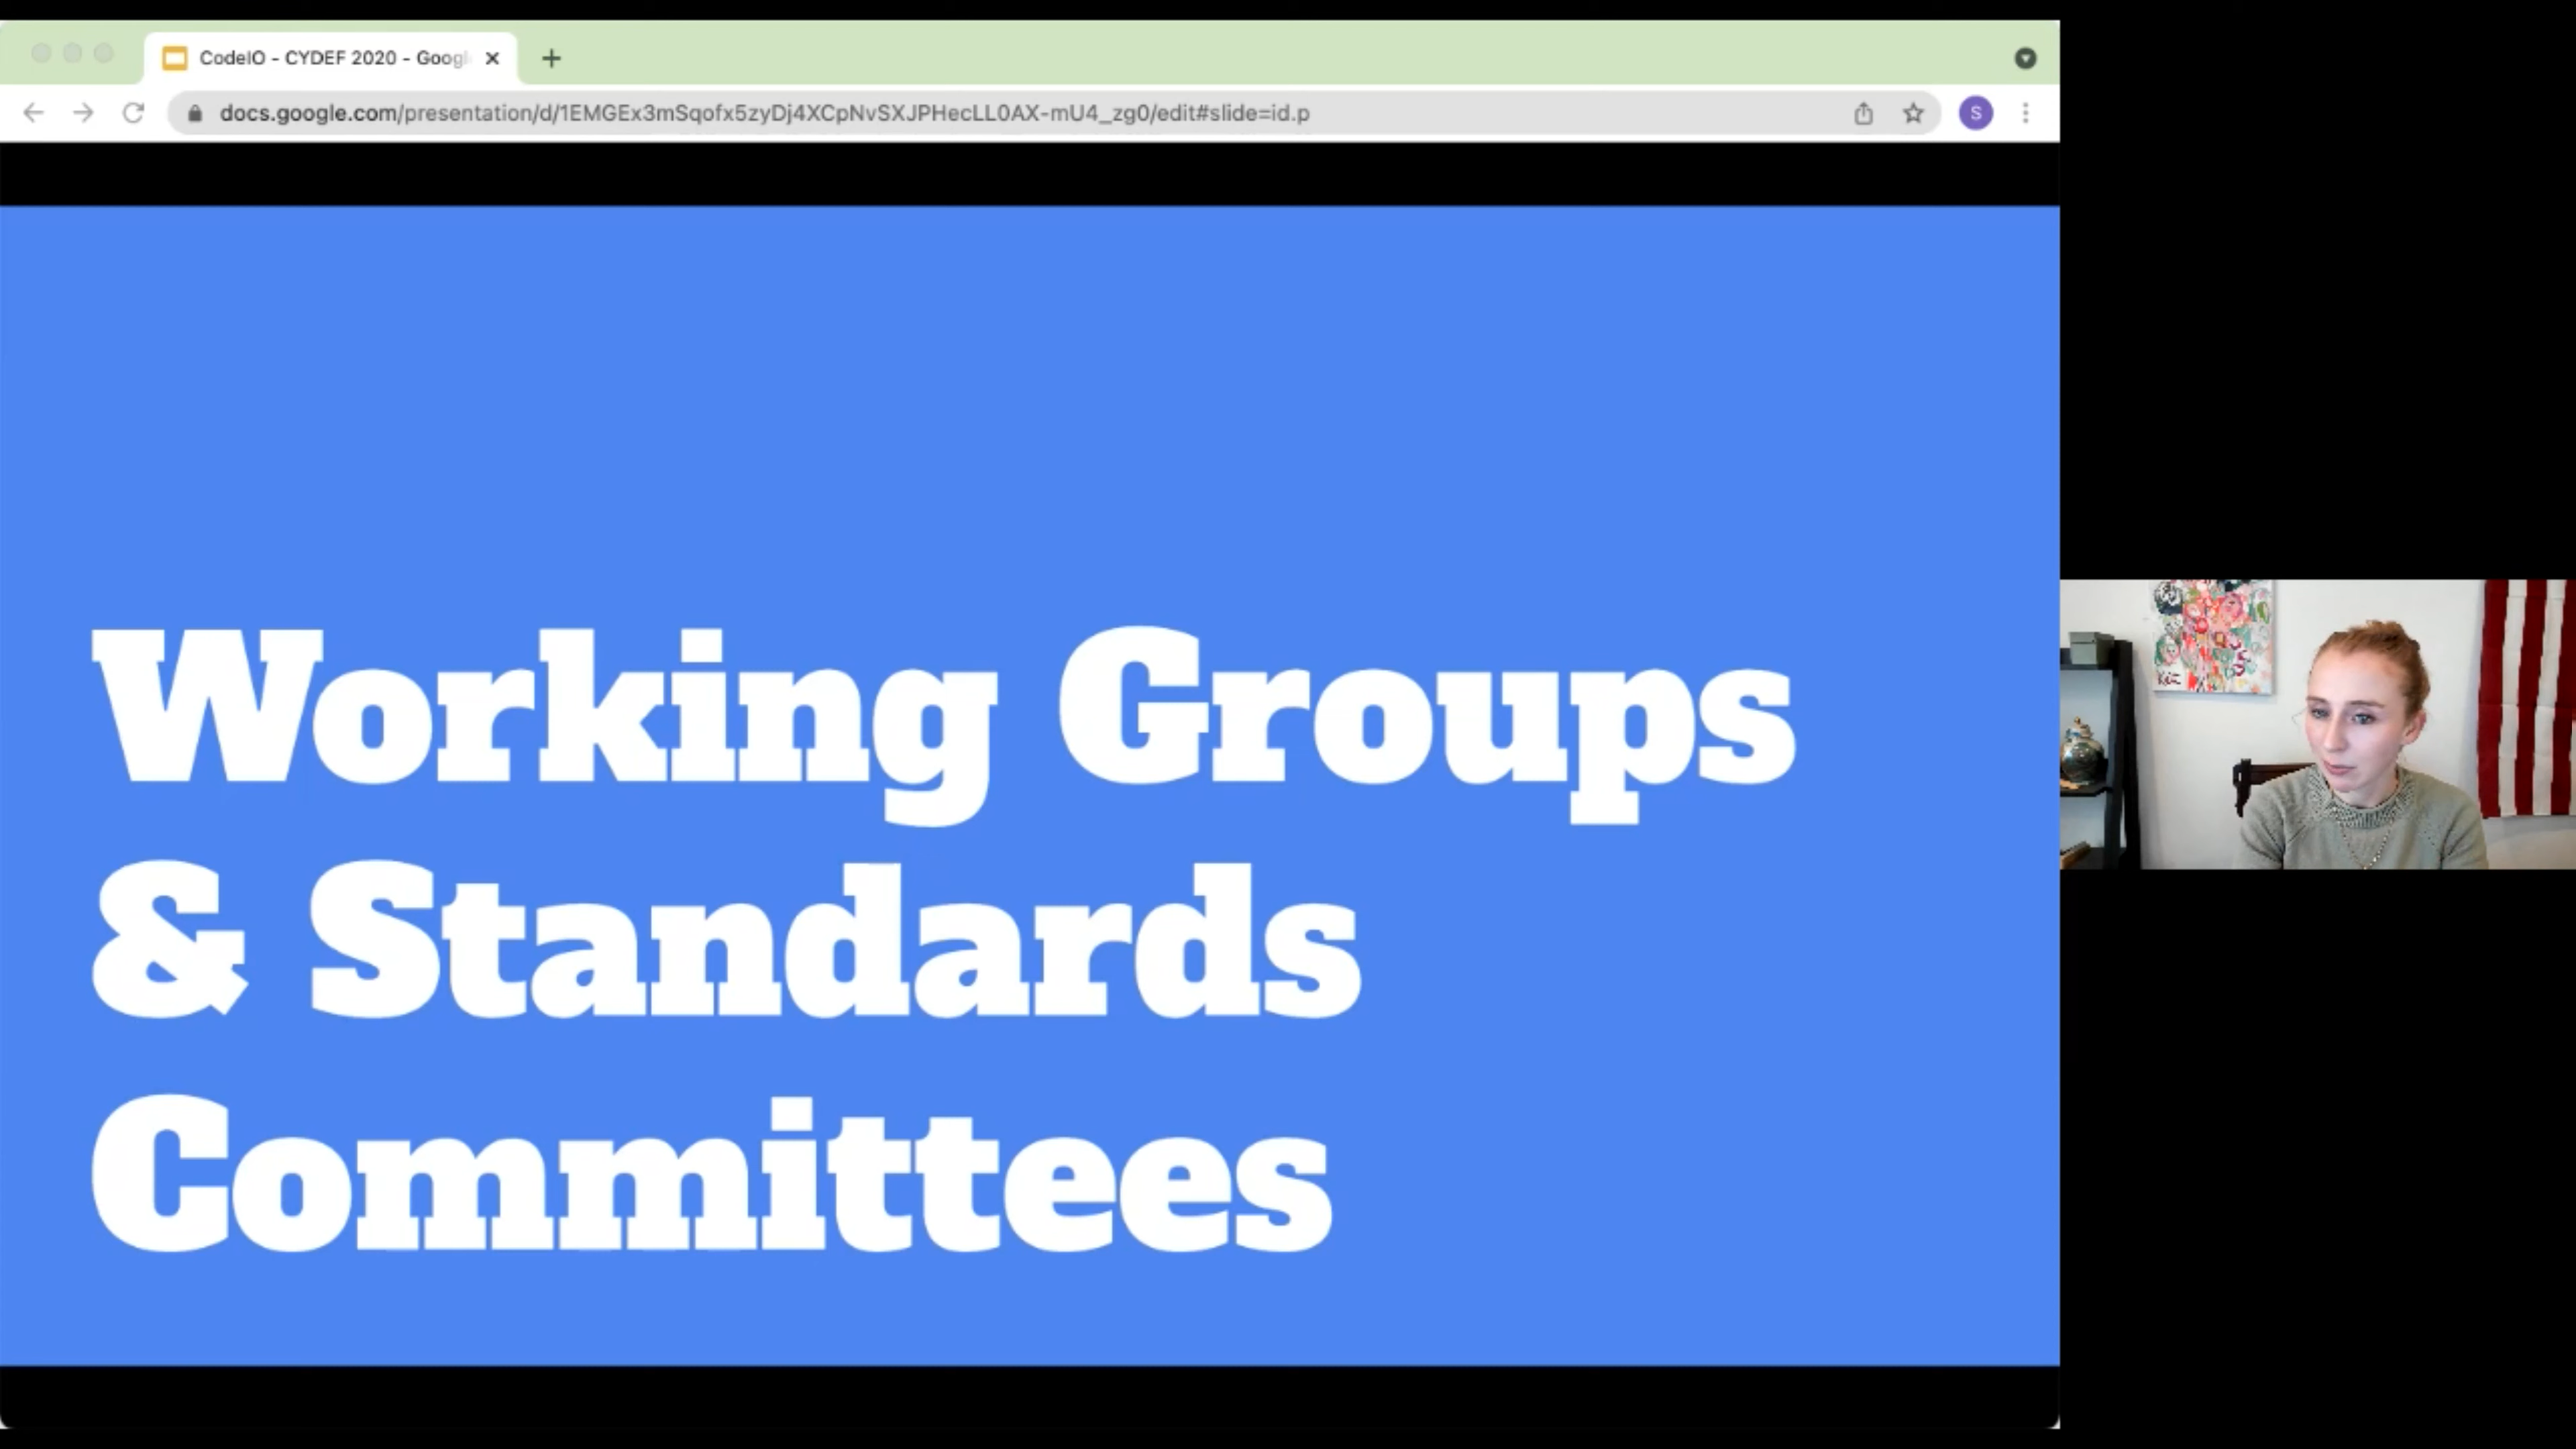 CodeIO - CYDEF 2020 - Googl
docs.google.com/presentation/d/1EMGEx3mSqofx5zyDj4XCpNvSXJPHecLL0AX-mU4_zg0/edit#slide=id.p
S
Working Groups
& Standards
Committees